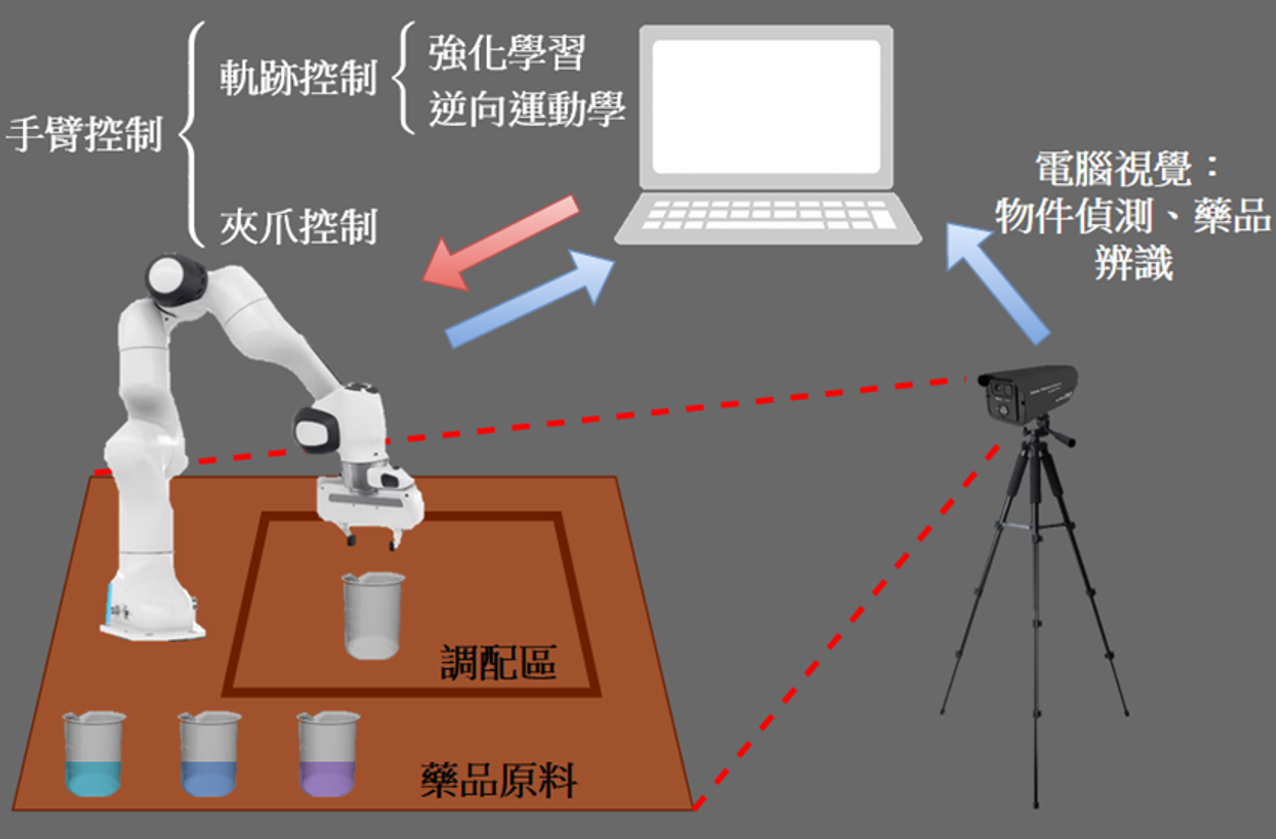 手臂控制
軌跡控制
強化學習
逆向運動學
夾爪控制
電腦視覺：
物件偵測、藥品
辨識
調配區
藥品原料